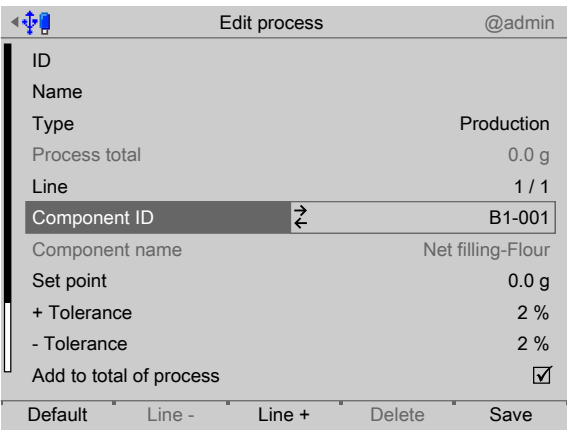 Edit process @admin
ID
Name
Type Production
Process total 0.0 g
Line 1 / 1
Component ID B1-001
Component name Net filling-Flour
Set point 0.0 g
+ Tolerance 2 %
- Tolerance 2 %
Add to total of process
Default Line - Line + Delete Save